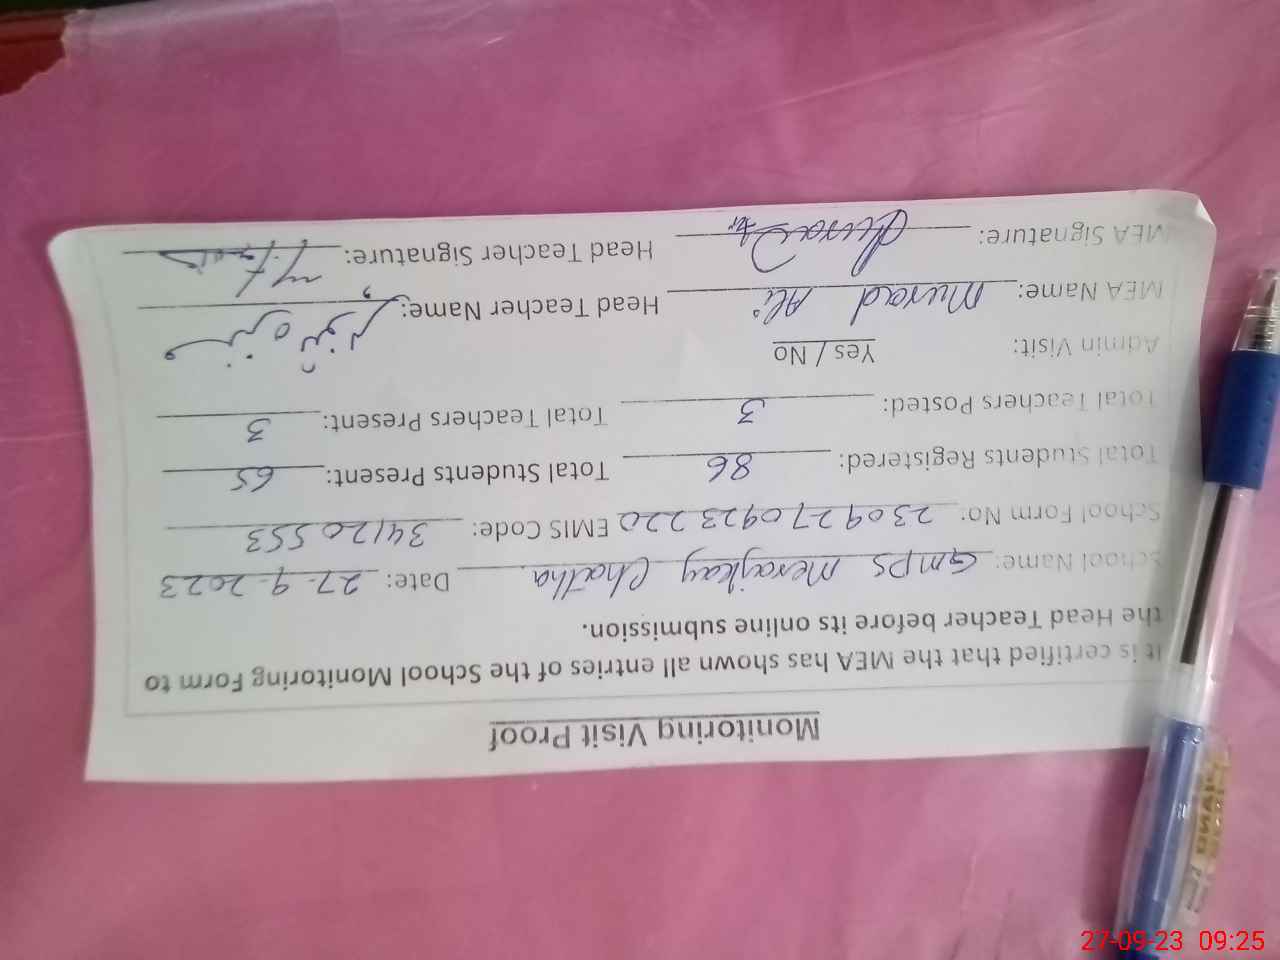 Monitoring Visit Proof
It is certified that the MEA has shown all entries of the School Monitoring Form to
the Head Teacher before its online submission.
School Name: GMPS Merajkay Chatha Date: 27-9-2023
School Form No: 2309270923220 EMIS Code: 34120553
Total Students Registered: 86 Total Students Present: 65
Total Teachers Posted: 3 Total Teachers Present: 3
Admin Visit: Yes / No
MEA Name: Murad Ali Head Teacher Name:
MEA Signature: Head Teacher Signature:
PIANO
27-09-23 09:25